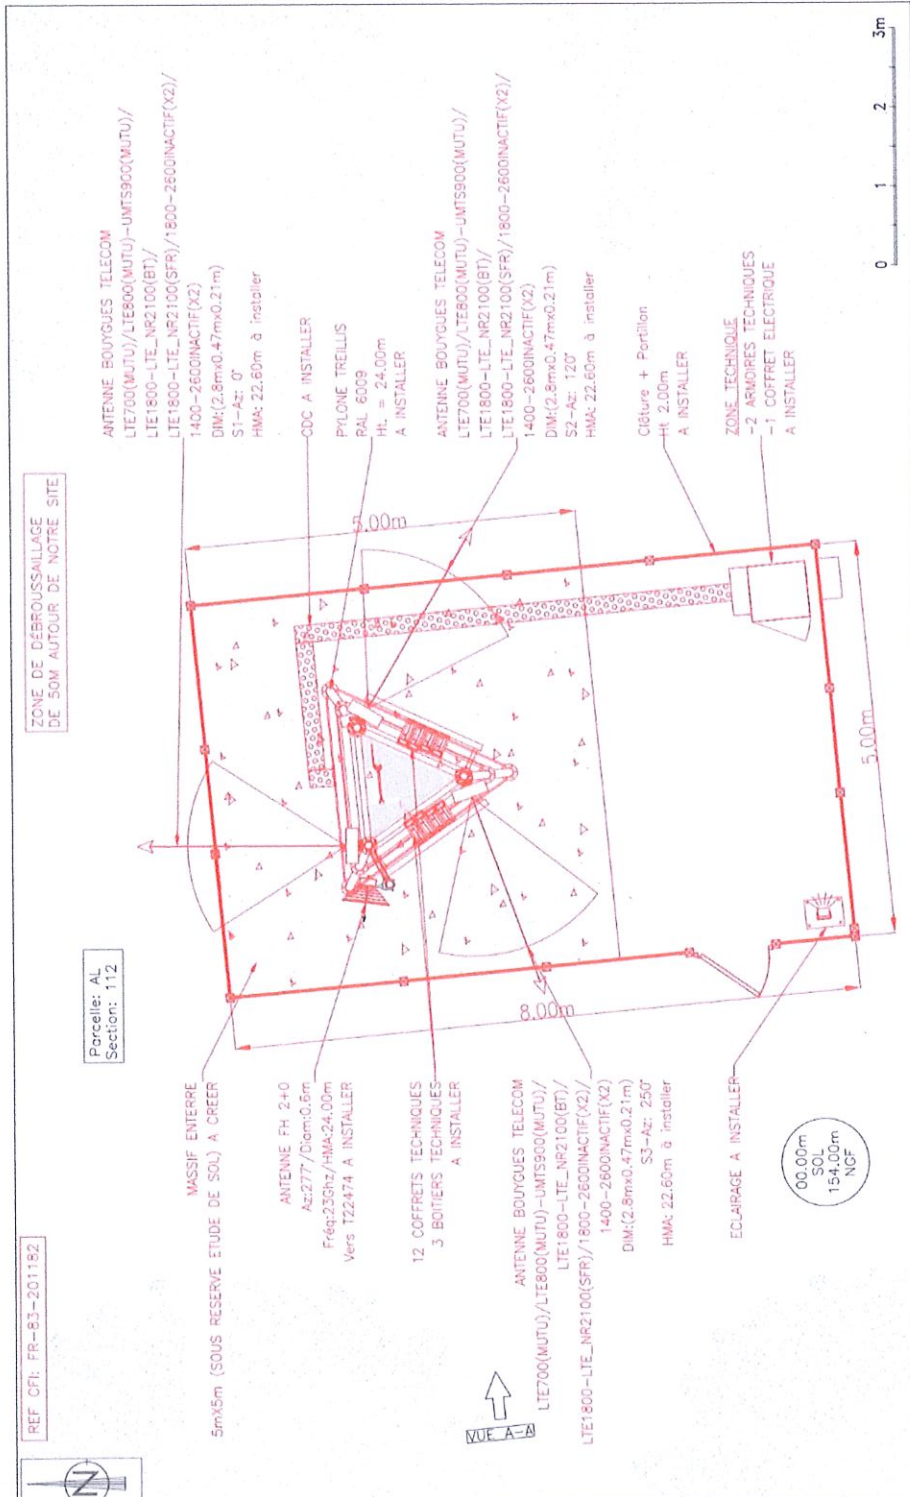 REF CFI: FR-83-201182
ZONE DE DÉBROUSSAILLAGE
DE 50M AUTOUR DE NOTRE SITE
Parcelle: AL
Section: 112
N
MASSIF ENTERRE
5mX5m (SOUS RESERVE ETUDE DE SOL) A CREER
ANTENNE FH 2+0
Az:277°/Diam:0.6m
Fréq:23Ghz/HMA:24.00m
Vers T22474 A INSTALLER
12 COFFRETS TECHNIQUES
3 BOITIERS TECHNIQUES
A INSTALLER
ANTENNE BOUYGUES TELECOM
LTE700(MUTU)/LTE800(MUTU)-UMTS900(MUTU)/
LTE1800-LTE_NR2100(BT)/
LTE1800-LTE_NR2100(SFR)/1800-2600INACTIF(X2)/
1400-2600INACTIF(X2)
DIM:(2.8mx0.47mx0.21m)
S3-Az: 250°
HMA: 22.60m à installer
ECLAIRAGE A INSTALLER
VUE A-A
00.00m
SOL
154.00m
NGF
5.00m
8.00m
5.00m
ANTENNE BOUYGUES TELECOM
LTE700(MUTU)/LTE800(MUTU)-UMTS900(MUTU)/
LTE1800-LTE_NR2100(BT)/
LTE1800-LTE_NR2100(SFR)/1800-2600INACTIF(X2)/
1400-2600INACTIF(X2)
DIM:(2.8mx0.47mx0.21m)
S1-Az: 0°
HMA: 22.60m à installer
CDC A INSTALLER
PYLONE TREILLIS
RAL 6009
Ht. = 24.00m
A INSTALLER
ANTENNE BOUYGUES TELECOM
LTE700(MUTU)/LTE800(MUTU)-UMTS900(MUTU)/
LTE1800-LTE_NR2100(BT)/
LTE1800-LTE_NR2100(SFR)/1800-2600INACTIF(X2)/
1400-2600INACTIF(X2)
DIM:(2.8mx0.47mx0.21m)
S2-Az: 120°
HMA: 22.60m à installer
Clôture + Portillon
Ht 2.00m
A INSTALLER
ZONE TECHNIQUE
-2 ARMOIRES TECHNIQUES
-1 COFFRET ELECTRIQUE
A INSTALLER
0 1 2 3m